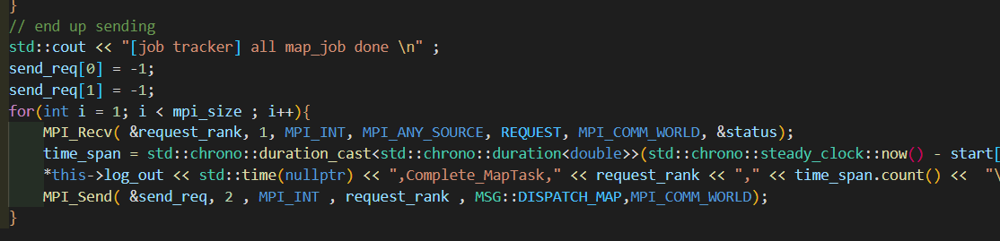 }
// end up sending
std::cout << "[job tracker] all map_job done \n" ;
send_req[0] = -1;
send_req[1] = -1;
for(int i = 1; i < mpi_size ; i++){
MPI_Recv( &request_rank, 1, MPI_INT, MPI_ANY_SOURCE, REQUEST, MPI_COMM_WORLD, &status);
time_span = std::chrono::duration_cast<std::chrono::duration<double>>(std::chrono::steady_clock::now() - start[
*this->log_out << std::time(nullptr) << ",Complete_MapTask," << request_rank << "," << time_span.count() << "\
MPI_Send( &send_req, 2 , MPI_INT , request_rank , MSG::DISPATCH_MAP,MPI_COMM_WORLD);
}